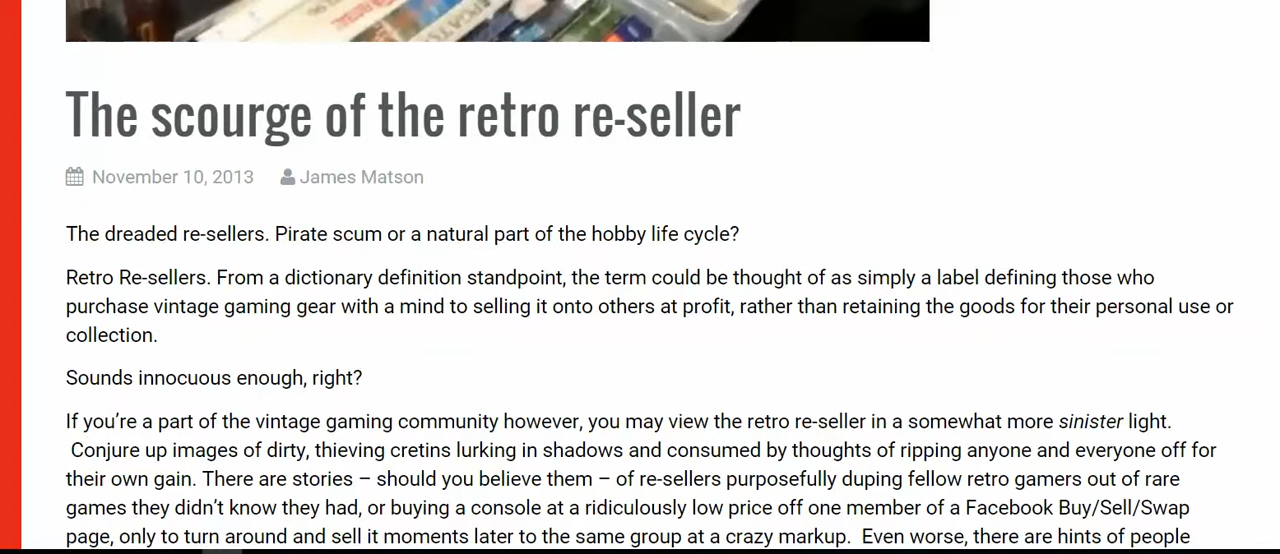 The scourge of the retro re-seller
November 10, 2013 James Matson
The dreaded re-sellers. Pirate scum or a natural part of the hobby life cycle?
Retro Re-sellers. From a dictionary definition standpoint, the term could be thought of as simply a label defining those who
purchase vintage gaming gear with a mind to selling it onto others at profit, rather than retaining the goods for their personal use or
collection.
Sounds innocuous enough, right?
If you’re a part of the vintage gaming community however, you may view the retro re-seller in a somewhat more sinister light.
Conjure up images of dirty, thieving cretins lurking in shadows and consumed by thoughts of ripping anyone and everyone off for
their own gain. There are stories – should you believe them – of re-sellers purposefully duping fellow retro gamers out of rare
games they didn’t know they had, or buying a console at a ridiculously low price off one member of a Facebook Buy/Sell/Swap
page, only to turn around and sell it moments later to the same group at a crazy markup. Even worse, there are hints of people